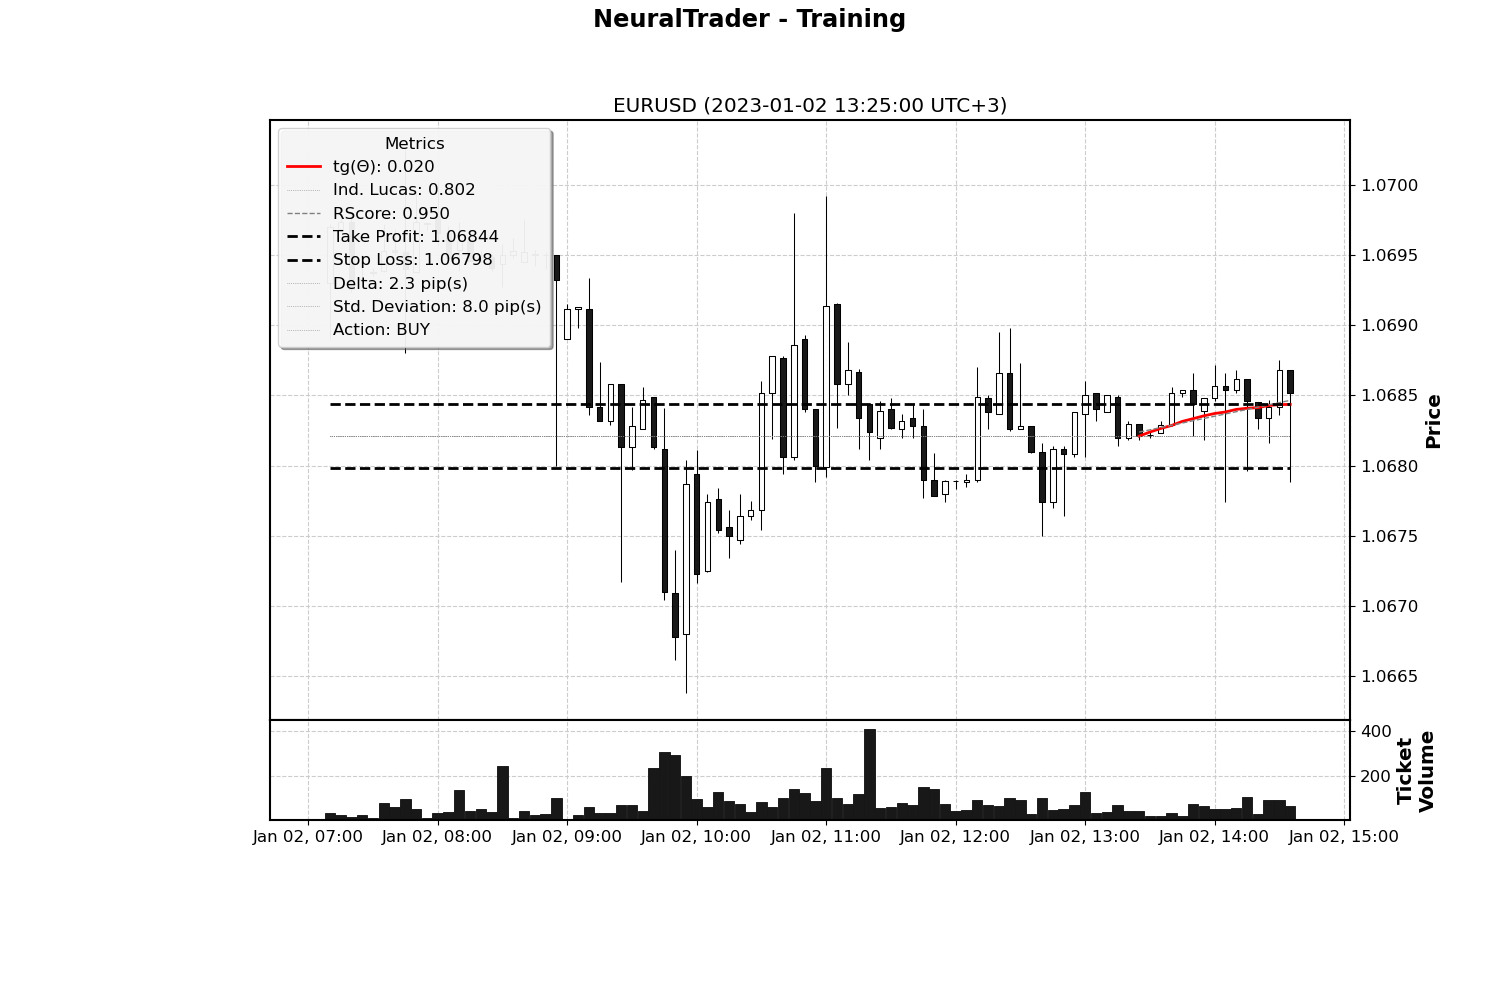 NeuralTrader - Training
EURUSD (2023-01-02 13:25:00 UTC+3)
Metrics
tg(Θ): 0.020
Ind. Lucas: 0.802
RScore: 0.950
Take Profit: 1.06844
Stop Loss: 1.06798
Delta: 2.3 pip(s)
Std. Deviation: 8.0 pip(s)
Action: BUY
1.0700
1.0695
1.0690
1.0685
1.0680
1.0675
1.0670
1.0665
Price
400
200
Ticket
Volume
Jan 02, 07:00
Jan 02, 08:00
Jan 02, 09:00
Jan 02, 10:00
Jan 02, 11:00
Jan 02, 12:00
Jan 02, 13:00
Jan 02, 14:00
Jan 02, 15:00